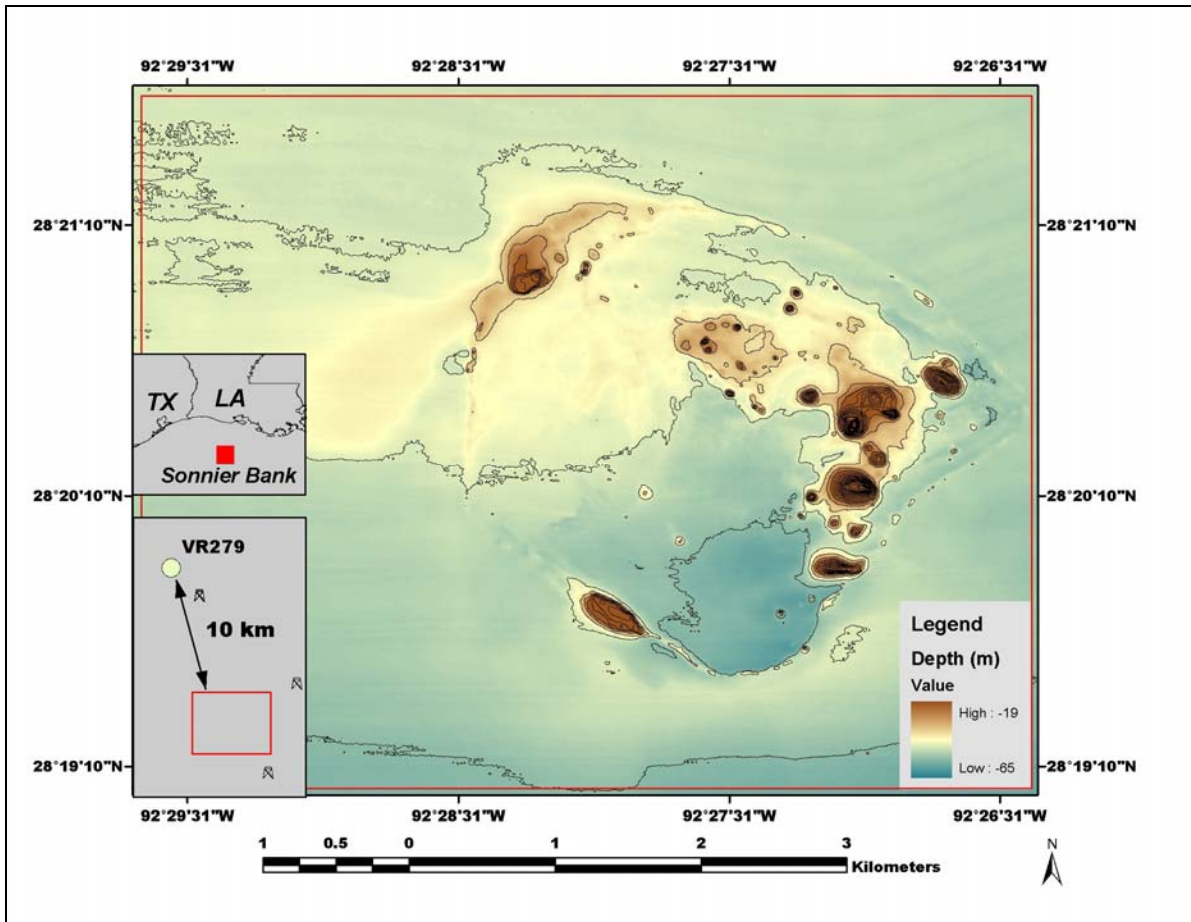 92°29'31"W 92°28'31"W 92°27'31"W 92°26'31"W
28°21'10"N 28°21'10"N
TX LA
Sonnier Bank
28°20'10"N 28°20'10"N
VR279
10 km
Legend
Depth (m)
Value
High : -19
Low : -65
28°19'10"N 28°19'10"N
92°29'31"W 92°28'31"W 92°27'31"W 92°26'31"W
1 0.5 0 1 2 3
Kilometers
N